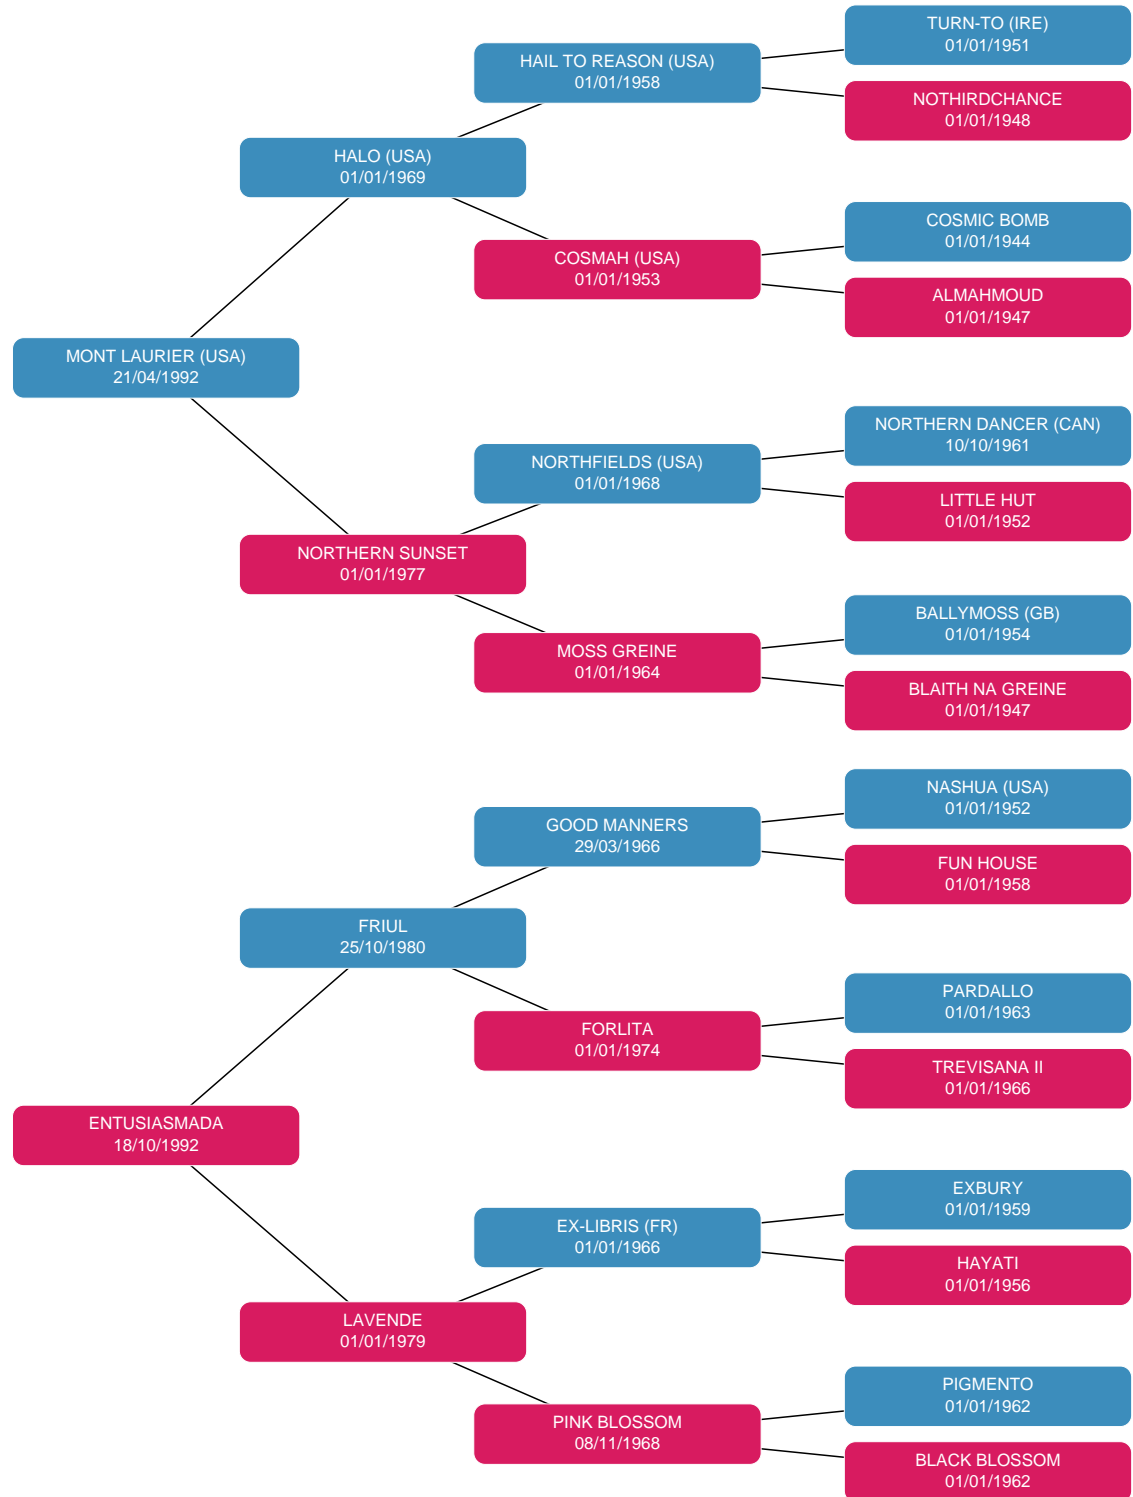 TURN-TO (IRE)
01/01/1951
HAIL TO REASON (USA)
01/01/1958
NOTHIRDCHANCE
01/01/1948
HALO (USA)
01/01/1969
COSMIC BOMB
01/01/1944
COSMAH (USA)
01/01/1953
ALMAHMOUD
01/01/1947
MONT LAURIER (USA)
21/04/1992
NORTHERN DANCER (CAN)
10/10/1961
NORTHFIELDS (USA)
01/01/1968
LITTLE HUT
01/01/1952
NORTHERN SUNSET
01/01/1977
BALLYMOSS (GB)
01/01/1954
MOSS GREINE
01/01/1964
BLAITH NA GREINE
01/01/1947
NASHUA (USA)
01/01/1952
GOOD MANNERS
29/03/1966
FUN HOUSE
01/01/1958
FRIUL
25/10/1980
PARDALLO
01/01/1963
FORLITA
01/01/1974
TREVISANA II
01/01/1966
ENTUSIASMADA
18/10/1992
EXBURY
01/01/1959
EX-LIBRIS (FR)
01/01/1966
HAYATI
01/01/1956
LAVENDE
01/01/1979
PIGMENTO
01/01/1962
PINK BLOSSOM
08/11/1968
BLACK BLOSSOM
01/01/1962